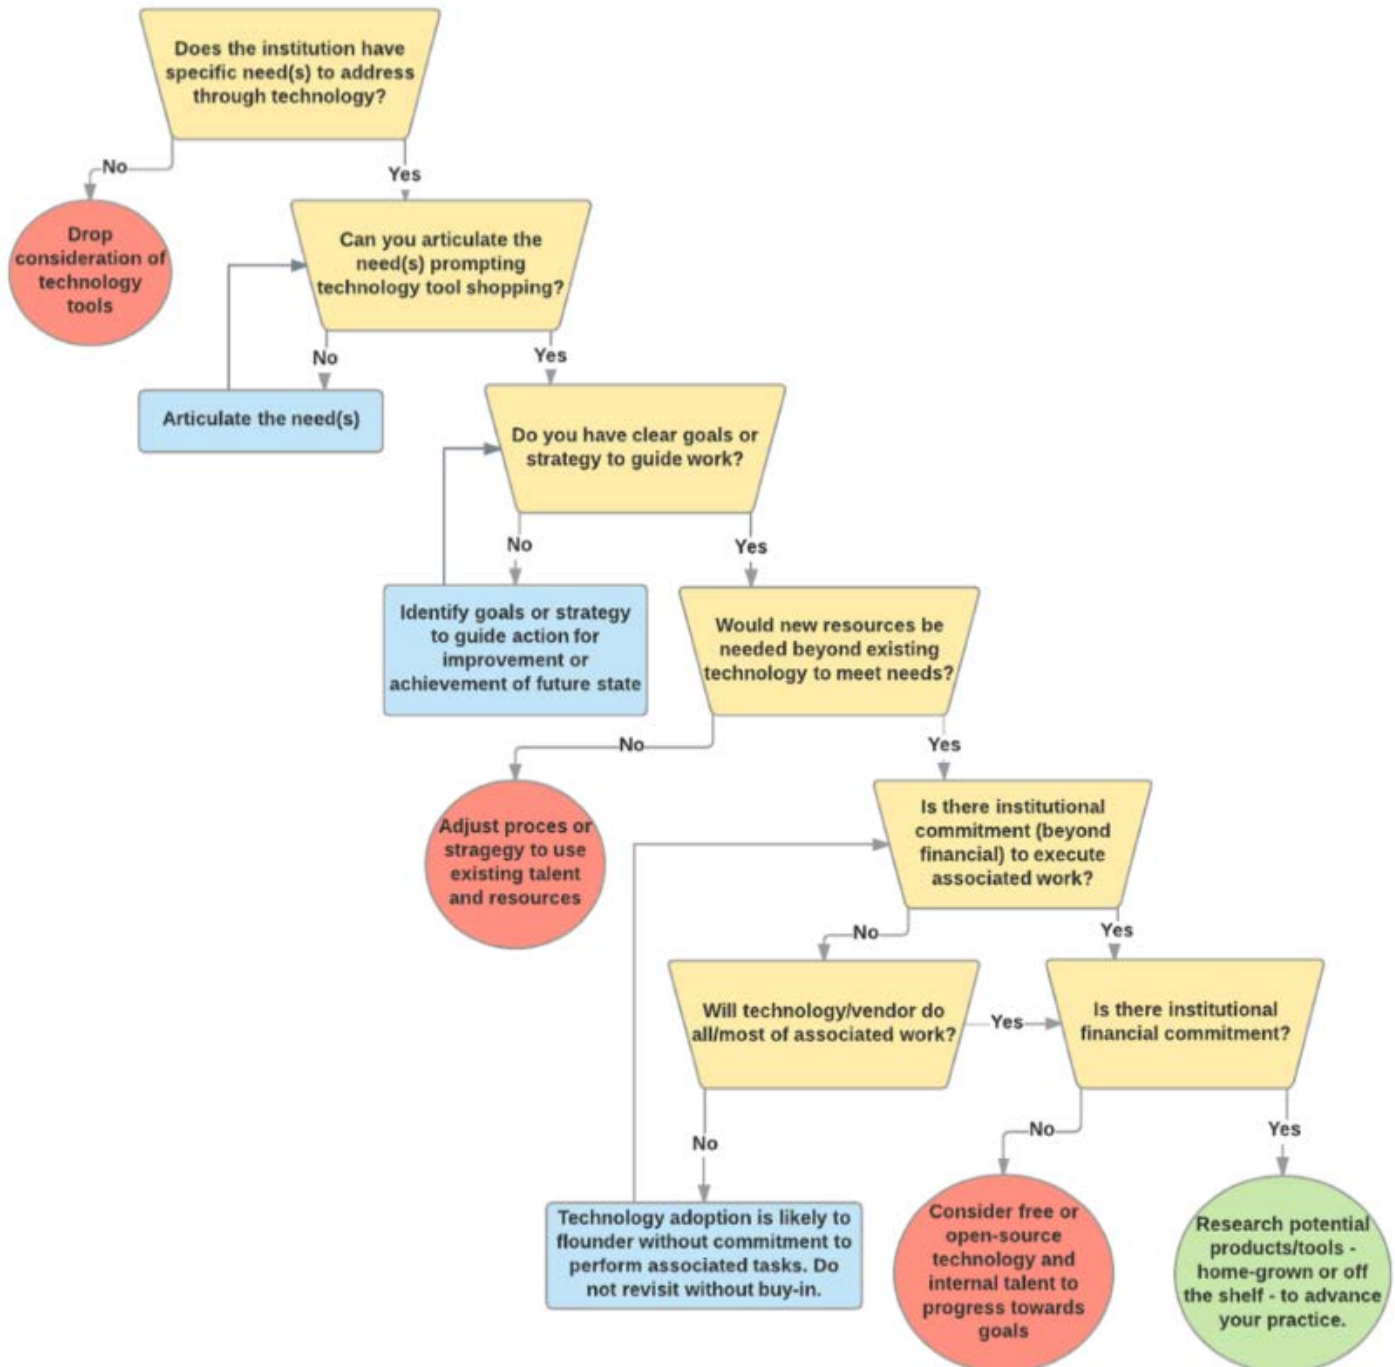 Does the institution have
specific need(s) to address
through technology?
No
Yes
Drop
consideration of
technology
tools
Can you articulate the
need(s) prompting
technology tool shopping?
No
Yes
Articulate the need(s)
Do you have clear goals or
strategy to guide work?
No
Yes
Identify goals or strategy
to guide action for
improvement or
achievement of future state
Would new resources be
needed beyond existing
technology to meet needs?
No
Yes
Adjust proces or
stragegy to use
existing talent
and resources
Is there institutional
commitment (beyond
financial) to execute
associated work?
No
Yes
Will technology/vendor do
all/most of associated work?
Yes
Is there institutional
financial commitment?
No
No
Yes
Technology adoption is likely to
flounder without commitment to
perform associated tasks. Do
not revisit without buy-in.
Consider free or
open-source
technology and
internal talent to
progress towards
goals
Research potential
products/tools -
home-grown or off
the shelf - to advance
your practice.